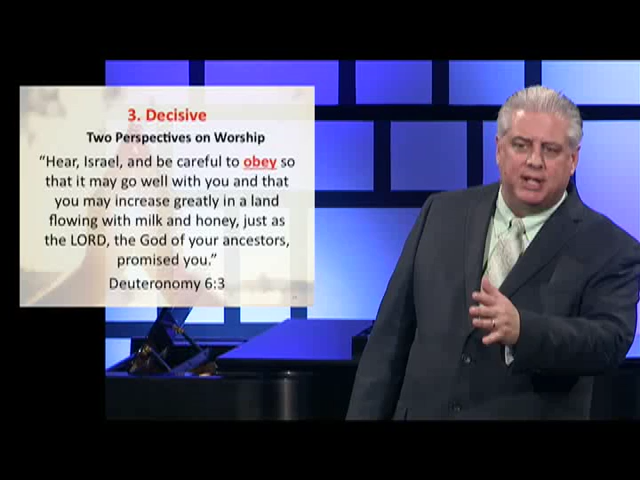 3. Decisive
Two Perspectives on Worship
“Hear, Israel, and be careful to obey so
that it may go well with you and that
you may increase greatly in a land
flowing with milk and honey, just as
the LORD, the God of your ancestors,
promised you.”
Deuteronomy 6:3